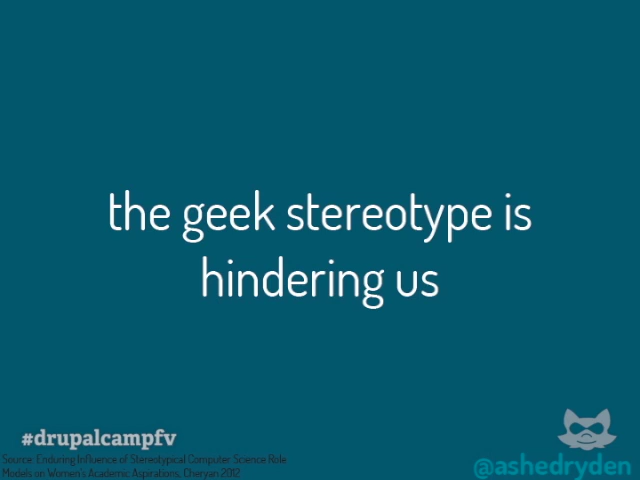 the geek stereotype is
hindering us
#drupalcampfv
Source: Enduring Influence of Stereotypical Computer Science Role
Models on Women's Academic Aspirations, Cheryan 2012
@ashedryden